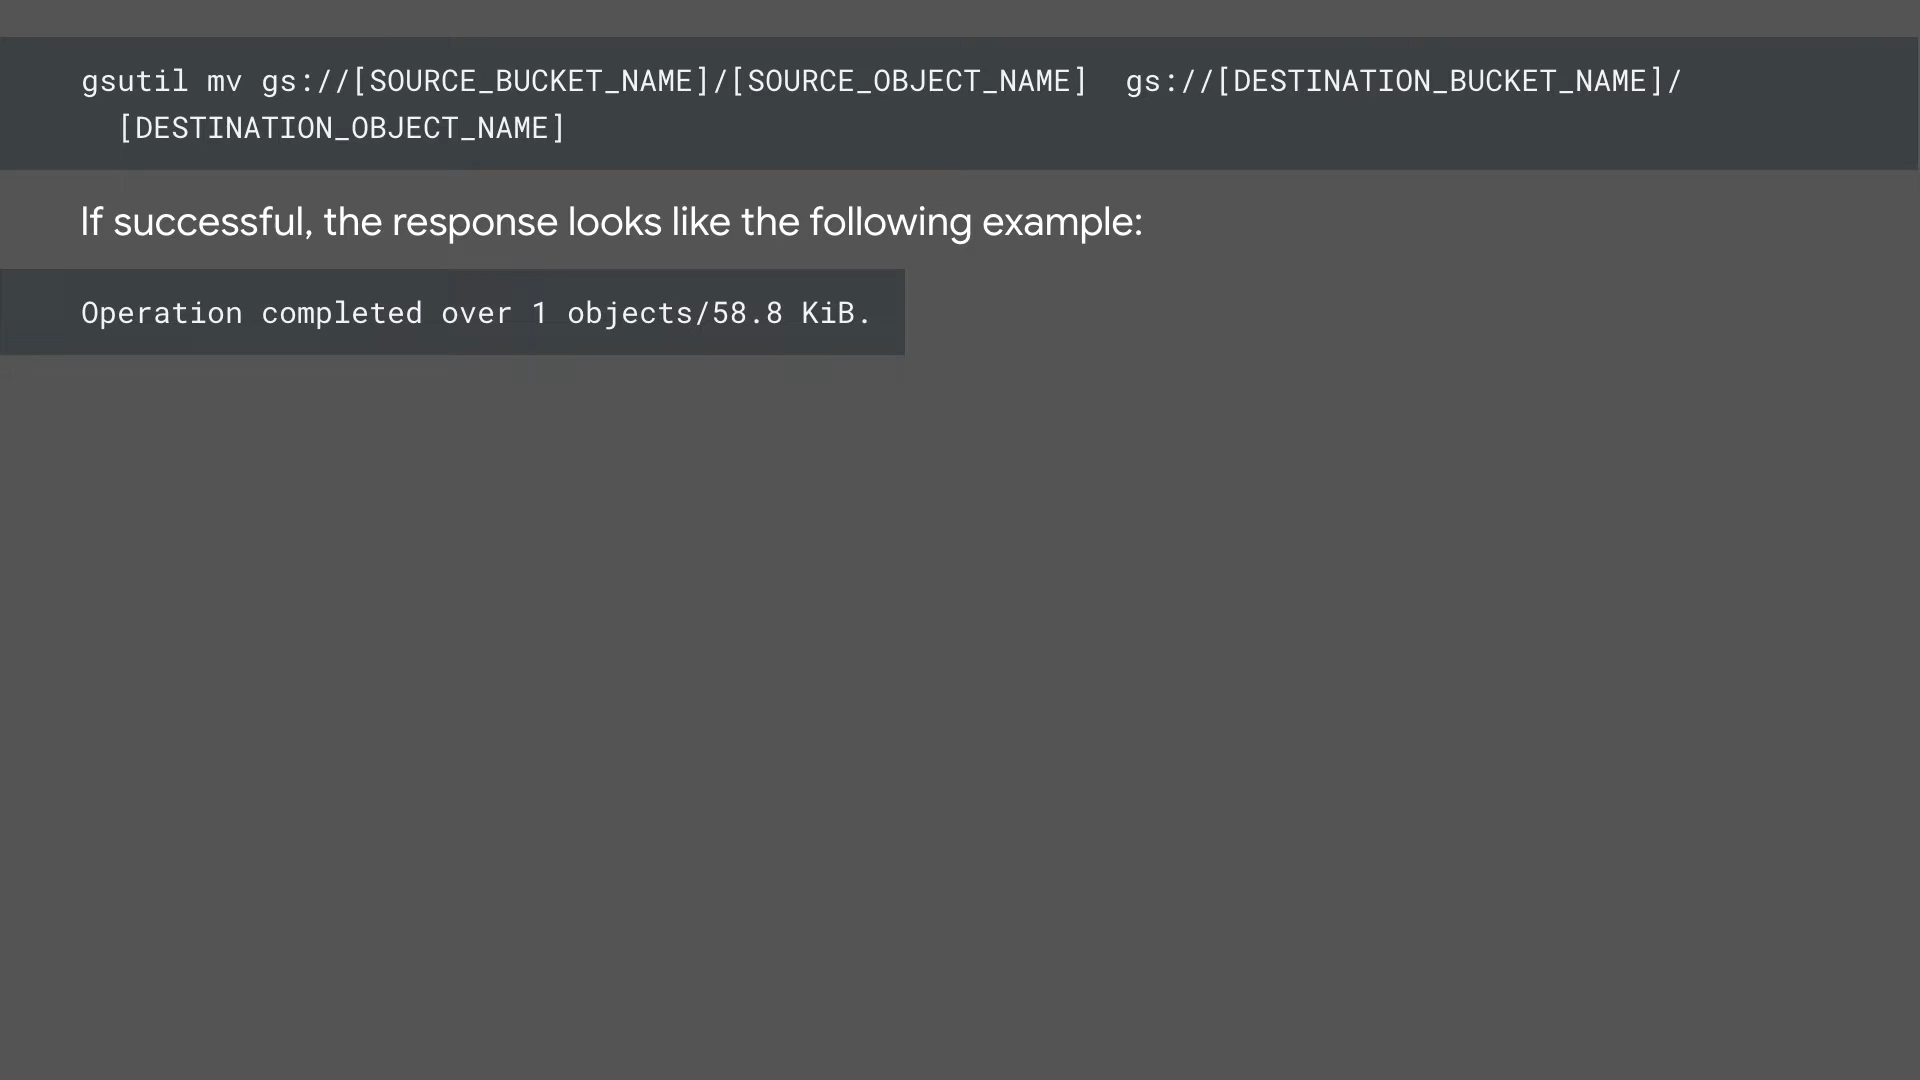 gsutil mv gs://[SOURCE_BUCKET_NAME]/[SOURCE_OBJECT_NAME]  gs://[DESTINATION_BUCKET_NAME]/
[DESTINATION_OBJECT_NAME]
If successful, the response looks like the following example:
Operation completed over 1 objects/58.8 KiB.